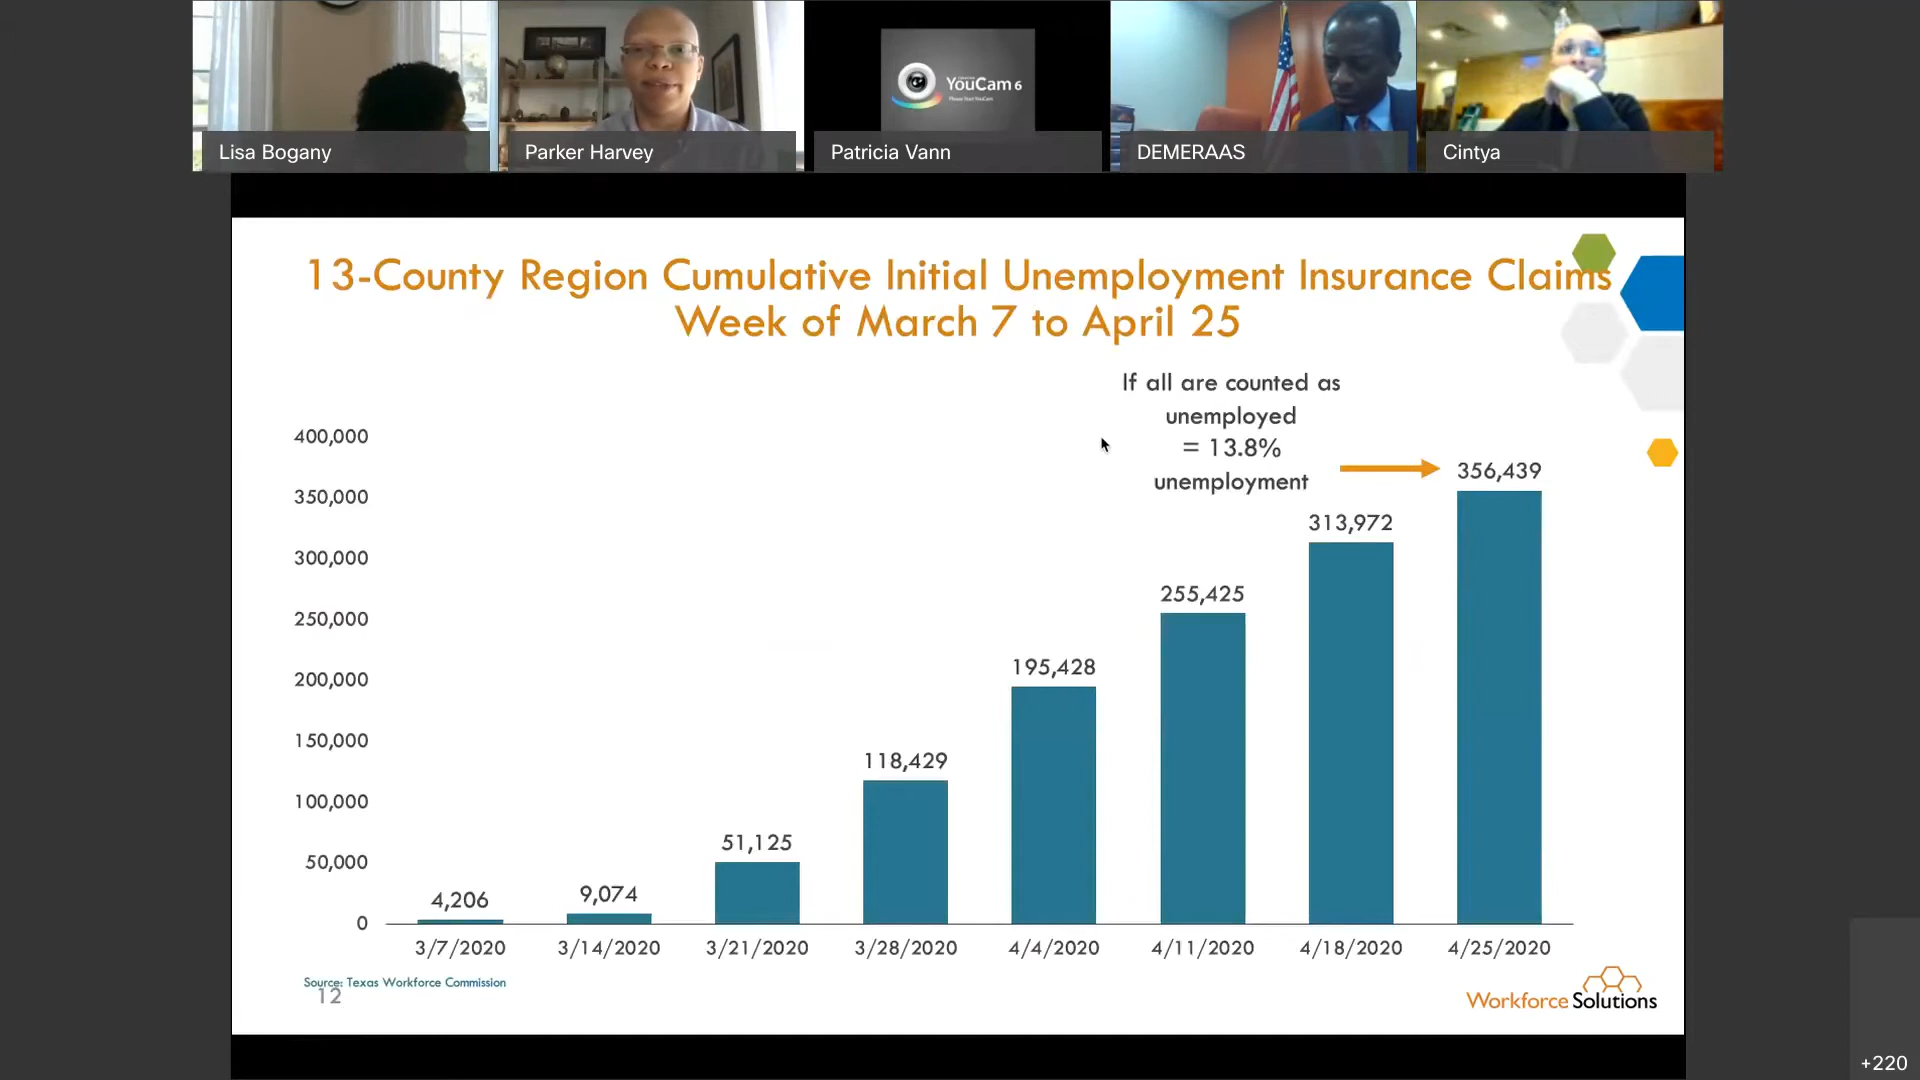 YouCam 6
Lisa Bogany
Parker Harvey
Patricia Vann
DEMERAAS
Cintya
13-County Region Cumulative Initial Unemployment Insurance Claims
Week of March 7 to April 25
If all are counted as
unemployed
= 13.8%
unemployment
400,000
350,000
300,000
250,000
200,000
150,000
100,000
50,000
0
4,206
9,074
51,125
118,429
195,428
255,425
313,972
356,439
3/7/2020
3/14/2020
3/21/2020
3/28/2020
4/4/2020
4/11/2020
4/18/2020
4/25/2020
Source: Texas Workforce Commission
12
Workforce Solutions
+220